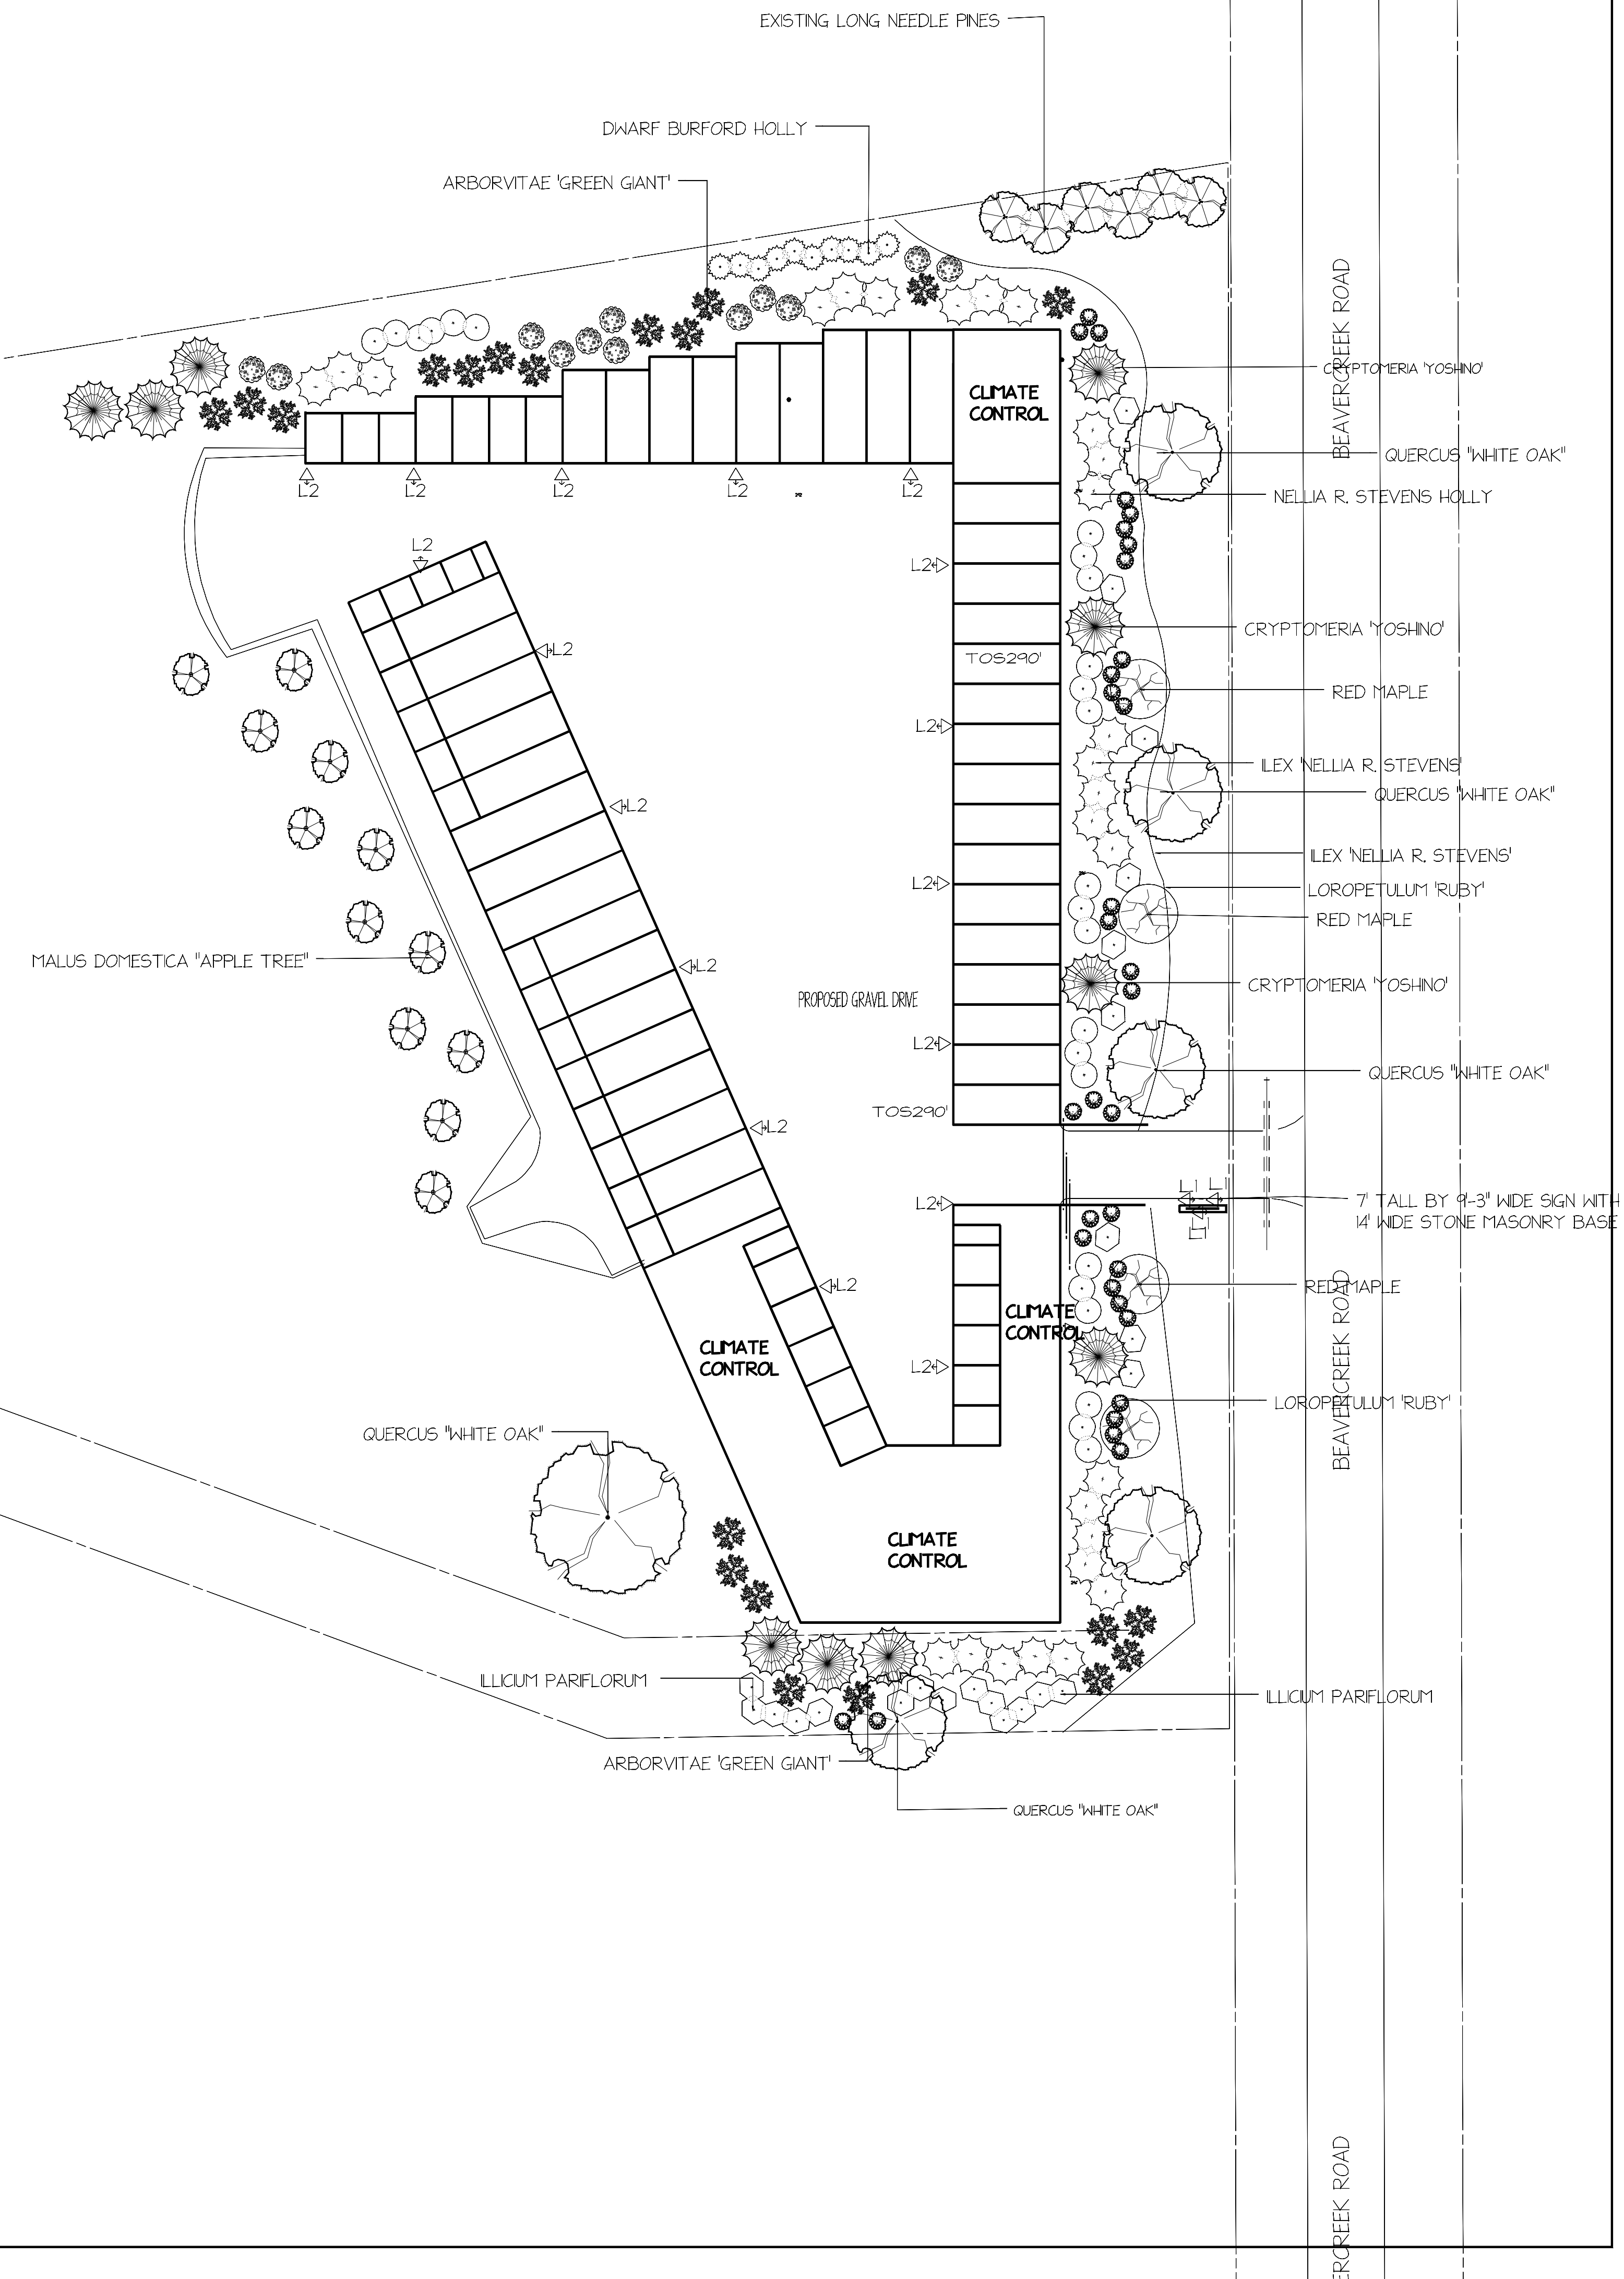 EXISTING LONG NEEDLE PINES
DWARF BURFORD HOLLY
ARBORVITAE 'GREEN GIANT'
BEAVERCREEK ROAD
CRYPTOMERIA 'YOSHINO'
CLIMATE
CONTROL
QUERCUS "WHITE OAK"
L2
L2
L2
L2
L2
NELLIA R. STEVENS HOLLY
L2
L2
CRYPTOMERIA 'YOSHINO'
L2
TOS290'
RED MAPLE
L2
ILEX 'NELLIA R. STEVENS'
QUERCUS "WHITE OAK"
L2
ILEX 'NELLIA R. STEVENS'
L2
LOROPETULUM 'RUBY'
RED MAPLE
MALUS DOMESTICA "APPLE TREE"
L2
CRYPTOMERIA 'YOSHINO'
PROPOSED GRAVEL DRIVE
L2
QUERCUS "WHITE OAK"
TOS290'
L2
L1 L1
L2
7' TALL BY 9'-3" WIDE SIGN WITH
14' WIDE STONE MASONRY BASE
L1
L2
RED MAPLE
BEAVERCREEK ROAD
CLIMATE
CONTROL
CLIMATE
CONTROL
L2
LOROPETULUM 'RUBY'
QUERCUS "WHITE OAK"
CLIMATE
CONTROL
ILLICIUM PARIFLORUM
ILLICIUM PARIFLORUM
ARBORVITAE 'GREEN GIANT'
QUERCUS "WHITE OAK"
ERCREEK ROAD